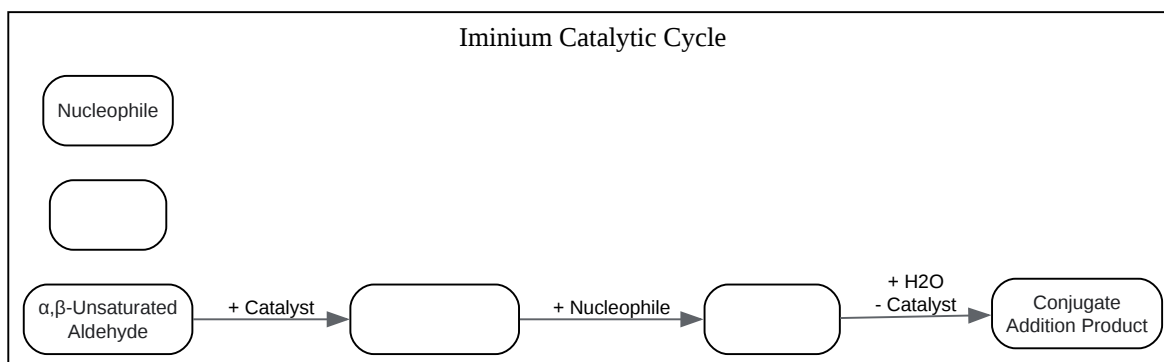 Iminium Catalytic Cycle
Nucleophile
α,β-Unsaturated
Aldehyde
+ Catalyst
+ Nucleophile
+ H2O
- Catalyst
Conjugate
Addition Product